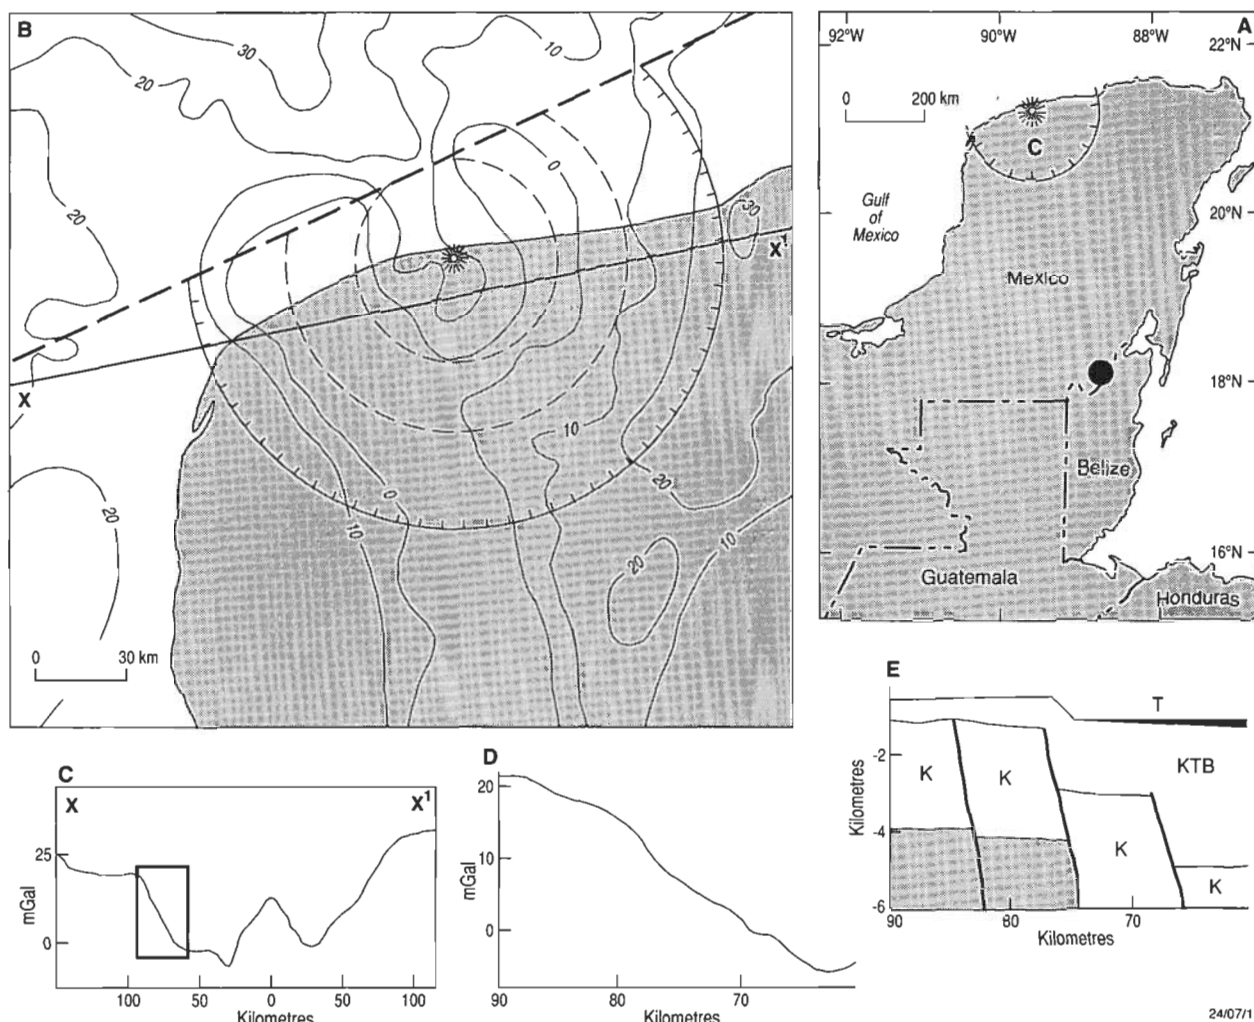 B
30
20
10
0
20
30
X
X1
10
20
0
10
20
10
20
0 30 km
A
92°W 90°W 88°W
22°N
0 200 km
C
Gulf
of
Mexico
20°N
Mexico
18°N
Belize
16°N
Guatemala
Honduras
C
X X1
25
mGal
0
100 50 0 50 100
Kilometres
D
20
mGal
10
0
90 80 70
Kilometres
E
T
-2
K K KTB
Kilometres
-4
K
K
-6
90 80 70
Kilometres
24/07/1